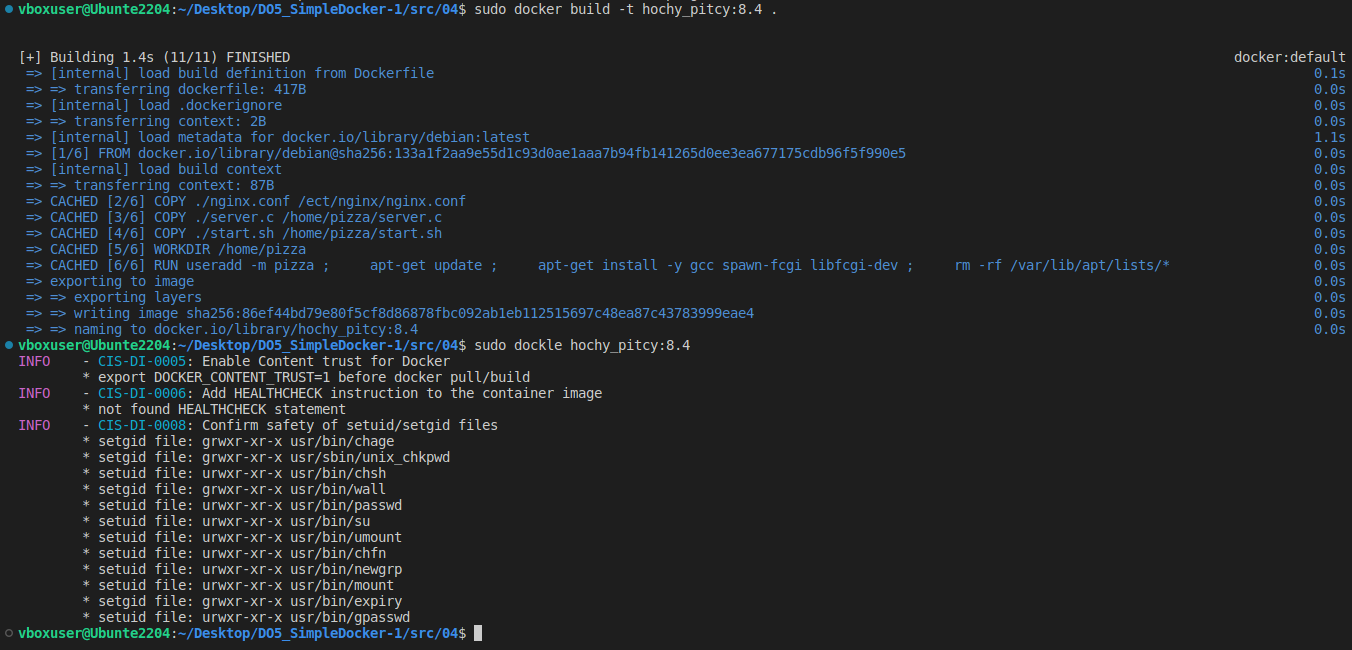 vboxuser@Ubunte2204:~/Desktop/DO5_SimpleDocker-1/src/04$ sudo docker build -t hochy_pitcy:8.4 .
[+] Building 1.4s (11/11) FINISHED docker:default
=> [internal] load build definition from Dockerfile 0.1s
=> => transferring dockerfile: 417B 0.0s
=> [internal] load .dockerignore 0.0s
=> => transferring context: 2B 0.0s
=> [internal] load metadata for docker.io/library/debian:latest 1.1s
=> [1/6] FROM docker.io/library/debian@sha256:133a1f2aa9e55d1c93d0ae1aaa7b94fb141265d0ee3ea677175cdb96f5f990e5 0.0s
=> [internal] load build context 0.0s
=> => transferring context: 87B 0.0s
=> CACHED [2/6] COPY ./nginx.conf /ect/nginx/nginx.conf 0.0s
=> CACHED [3/6] COPY ./server.c /home/pizza/server.c 0.0s
=> CACHED [4/6] COPY ./start.sh /home/pizza/start.sh 0.0s
=> CACHED [5/6] WORKDIR /home/pizza 0.0s
=> CACHED [6/6] RUN useradd -m pizza ;     apt-get update ;     apt-get install -y gcc spawn-fcgi libfcgi-dev ;     rm -rf /var/lib/apt/lists/* 0.0s
=> exporting to image 0.0s
=> => exporting layers 0.0s
=> => writing image sha256:86ef44bd79e80f5cf8d86878fbc092ab1eb112515697c48ea87c43783999eae4 0.0s
=> => naming to docker.io/library/hochy_pitcy:8.4 0.0s
vboxuser@Ubunte2204:~/Desktop/DO5_SimpleDocker-1/src/04$ sudo dockle hochy_pitcy:8.4
INFO    - CIS-DI-0005: Enable Content trust for Docker
* export DOCKER_CONTENT_TRUST=1 before docker pull/build
INFO    - CIS-DI-0006: Add HEALTHCHECK instruction to the container image
* not found HEALTHCHECK statement
INFO    - CIS-DI-0008: Confirm safety of setuid/setgid files
* setgid file: grwxr-xr-x usr/bin/chage
* setgid file: grwxr-xr-x usr/sbin/unix_chkpwd
* setuid file: urwxr-xr-x usr/bin/chsh
* setgid file: grwxr-xr-x usr/bin/wall
* setuid file: urwxr-xr-x usr/bin/passwd
* setuid file: urwxr-xr-x usr/bin/su
* setuid file: urwxr-xr-x usr/bin/umount
* setuid file: urwxr-xr-x usr/bin/chfn
* setuid file: urwxr-xr-x usr/bin/newgrp
* setuid file: urwxr-xr-x usr/bin/mount
* setgid file: grwxr-xr-x usr/bin/expiry
* setuid file: urwxr-xr-x usr/bin/gpasswd
vboxuser@Ubunte2204:~/Desktop/DO5_SimpleDocker-1/src/04$